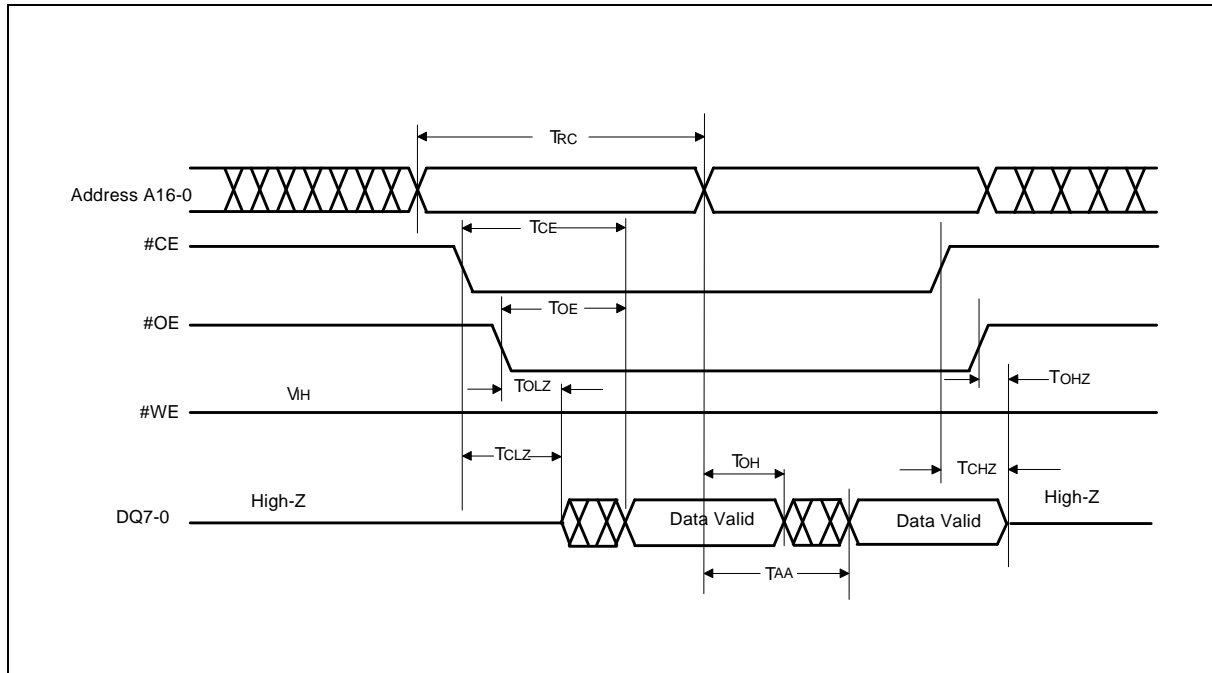 TRC
Address A16-0
TCE
#CE
TOE
#OE
TOLZ
TOHZ
VIH
#WE
TCLZ
TOH
TCHZ
High-Z
High-Z
DQ7-0
Data Valid
Data Valid
TAA